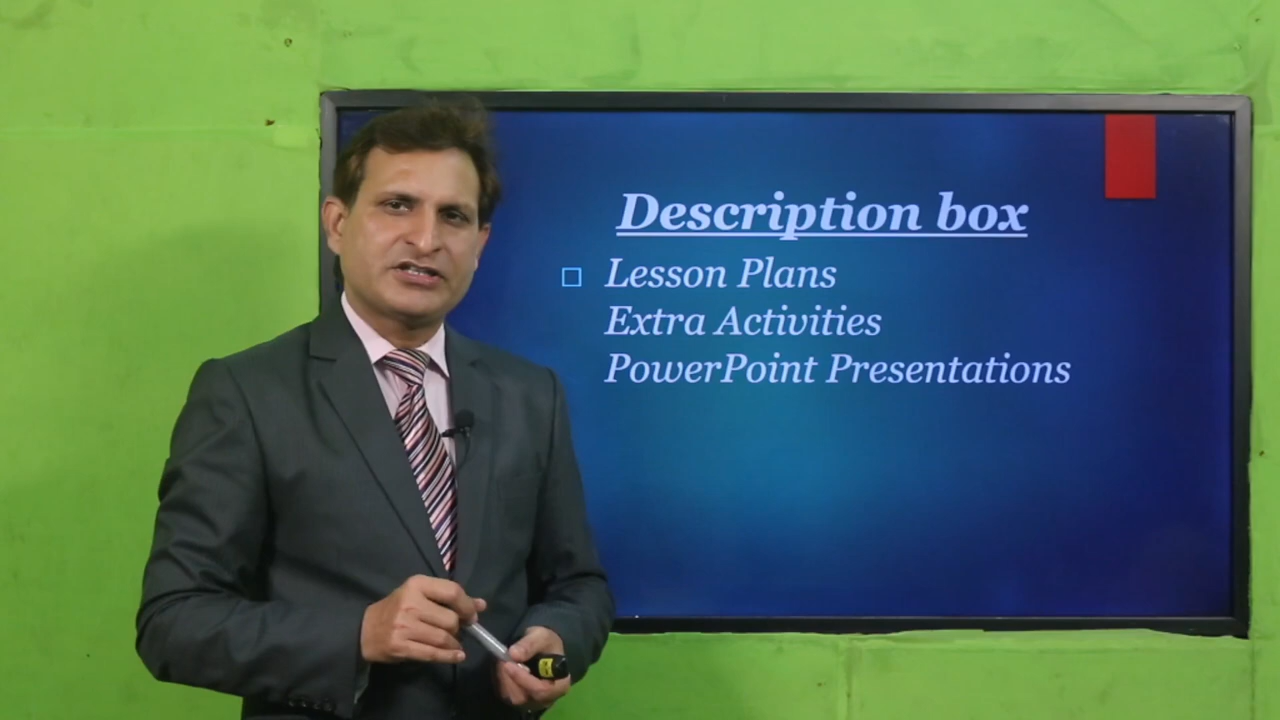 Description box
Lesson Plans
Extra Activities
PowerPoint Presentations